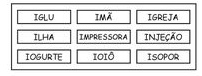 IGLU IMÃ IGREJA
ILHA IMPRESSORA INJEÇÃO
IOGURTE IOIÔ ISOPOR